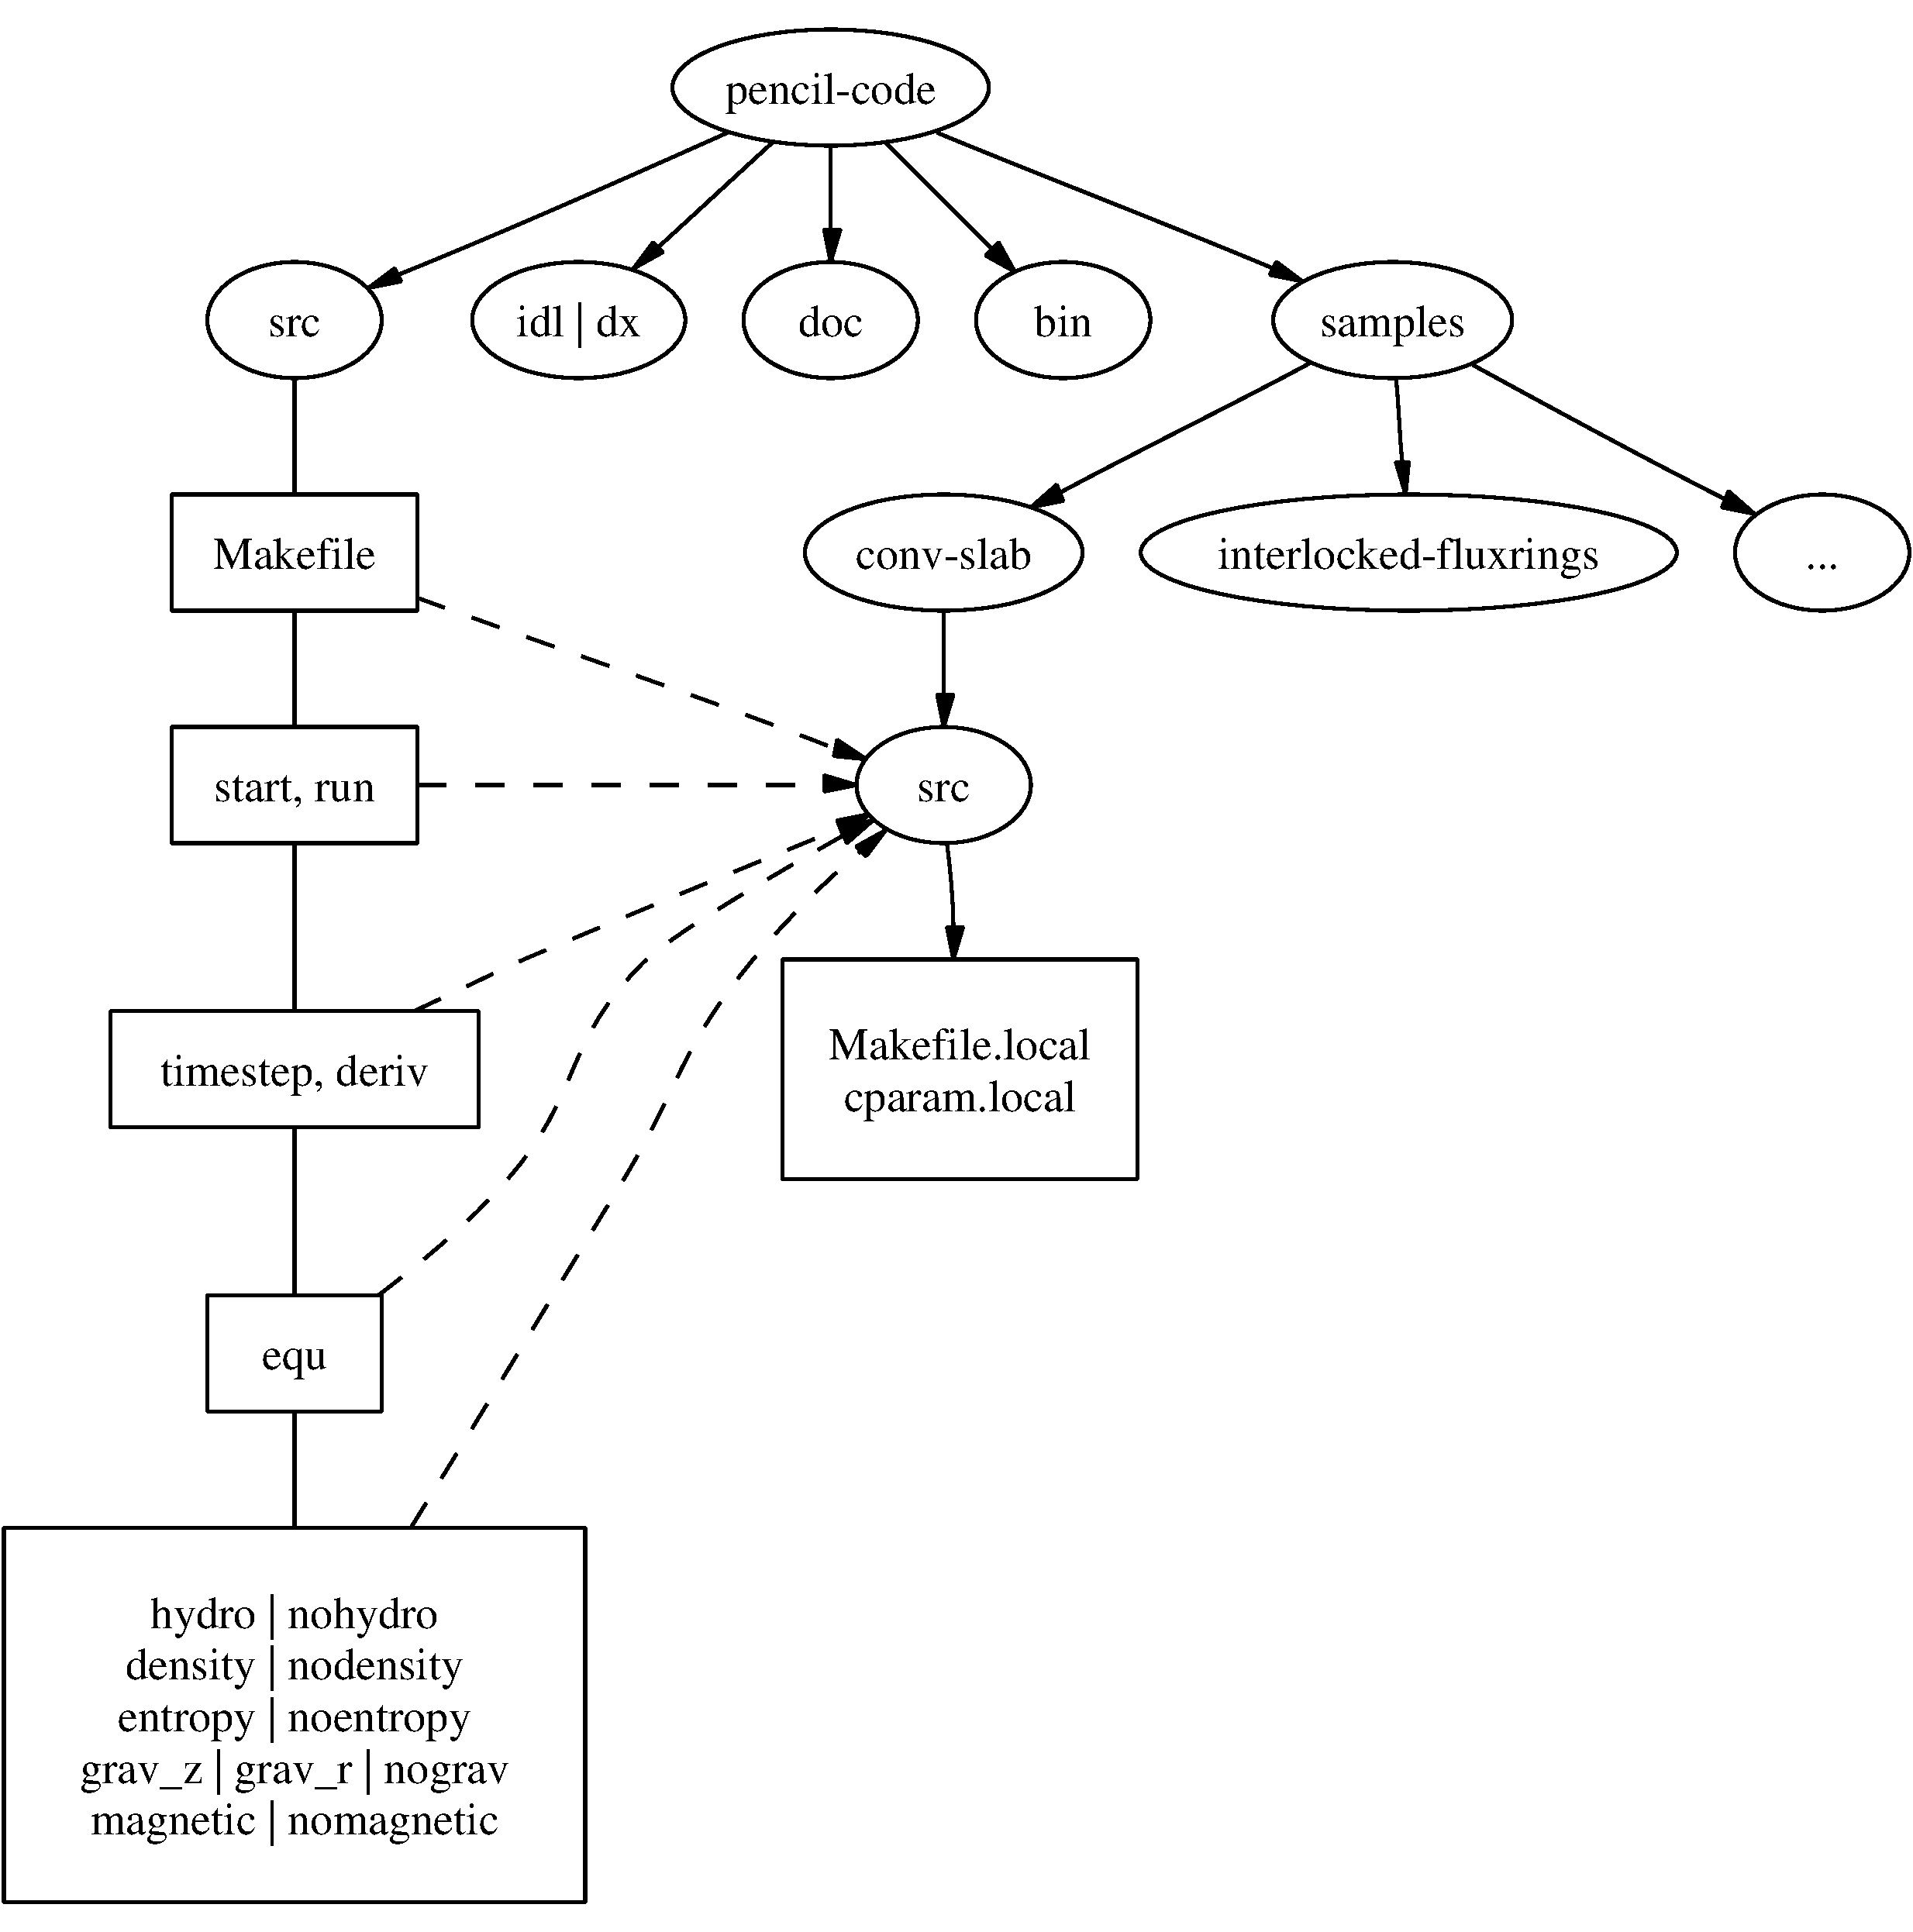 pencil-code
src
idl | dx
doc
bin
samples
Makefile
conv-slab
interlocked-fluxrings
...
start, run
src
timestep, deriv
Makefile.local
cparam.local
equ
hydro | nohydro
density | nodensity
entropy | noentropy
grav_z | grav_r | nograv
magnetic | nomagnetic